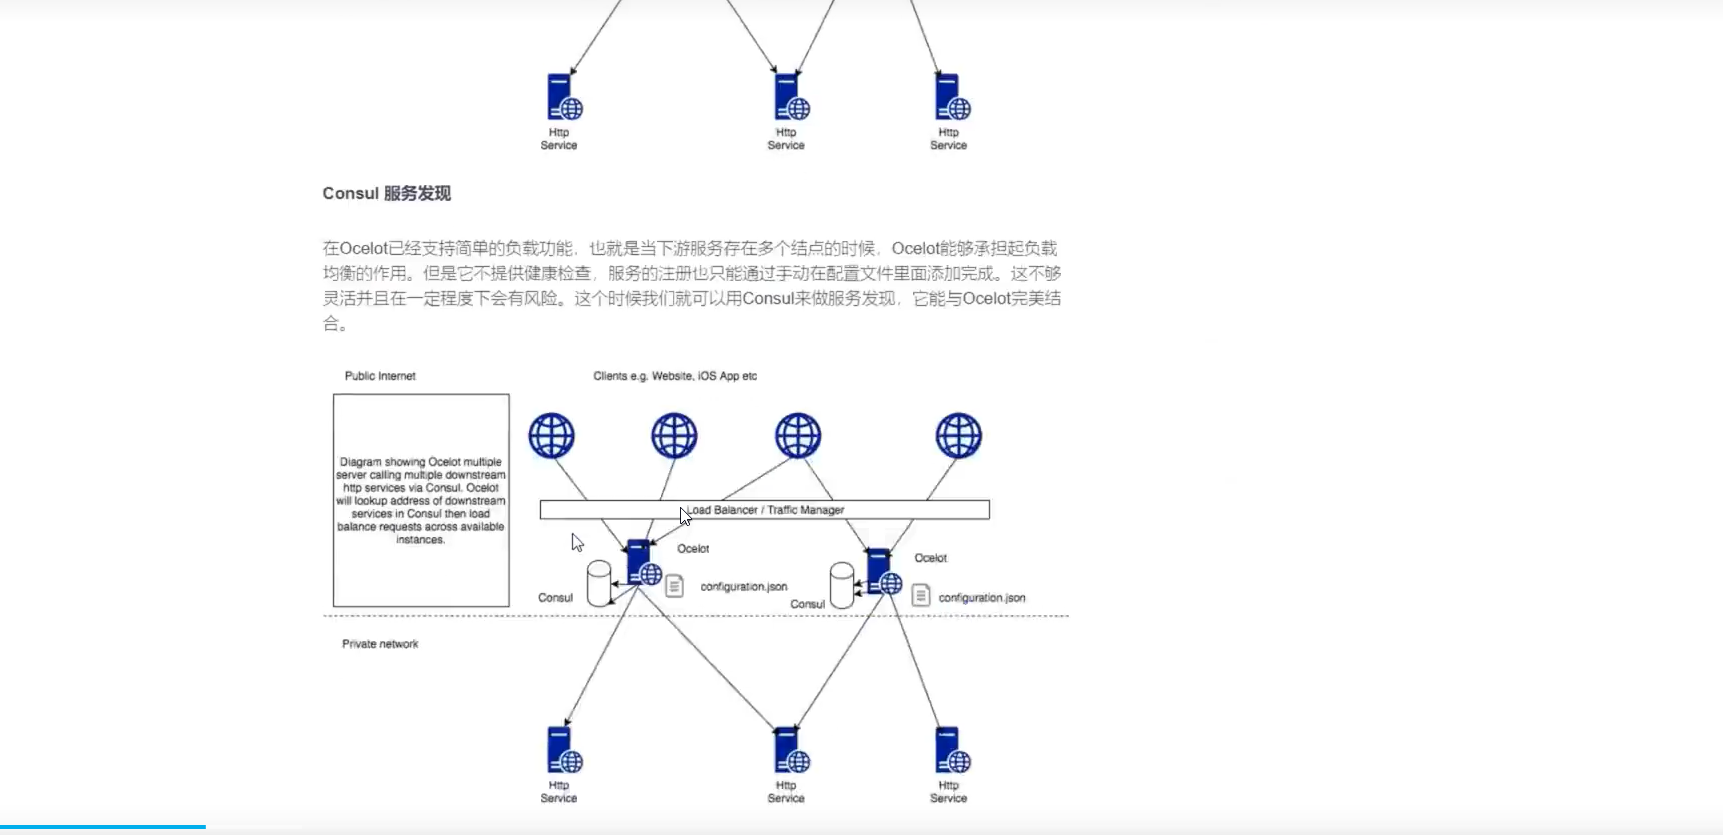 Http
Service
Http
Service
Http
Service
Consul 服务发现
在Ocelot已经支持简单的负载功能，也就是当下游服务存在多个结点的时候，Ocelot能够承担起负载
均衡的作用。但是它不提供健康检查，服务的注册也只能通过手动在配置文件里面添加完成。这不够
灵活并且在一定程度下会有风险。这个时候我们就可以用Consul来做服务发现，它能与Ocelot完美结
合。
Public Internet
Clients e.g. Website, iOS App etc
Diagram showing Ocelot multiple
server calling multiple downstream
http services via Consul. Ocelot
will lookup address of downstream
services in Consul then load
balance requests across available
instances.
Load Balancer / Traffic Manager
Ocelot
configuration.json
Consul
Ocelot
configuration.json
Consul
Private network
Http
Service
Http
Service
Http
Service